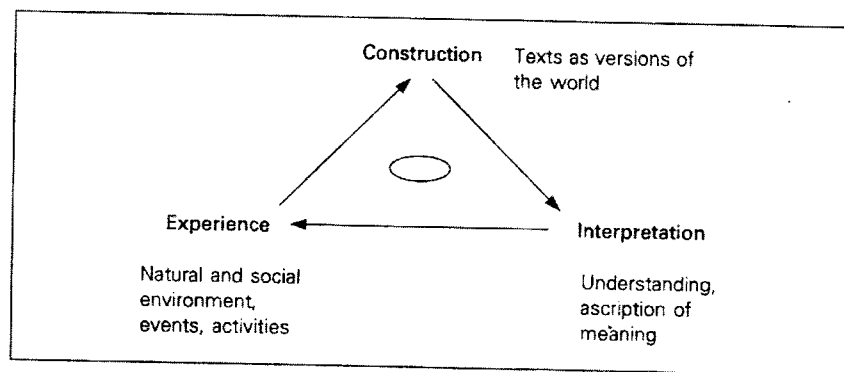 Construction
Texts as versions of
the world
Experience
Interpretation
Natural and social
environment,
events, activities
Understanding,
ascription of
meaning